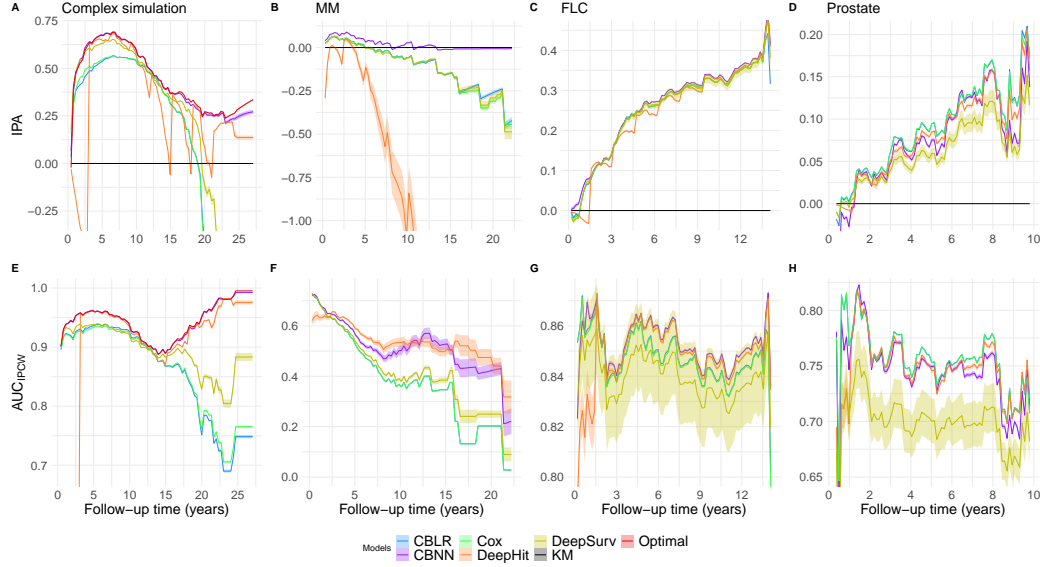 A Complex simulation
B MM
C FLC
D Prostate
IPA
0.75
0.50
0.25
0.00
−0.25
0 5 10 15 20 25
0.00
−0.25
−0.50
−0.75
−1.00
0 5 10 15 20
0.4
0.3
0.2
0.1
0.0
0 3 6 9 12
0.20
0.15
0.10
0.05
0.00
0 2 4 6 8 10
E
F
G
H
AUC_IPCW
1.0
0.9
0.8
0.7
0 5 10 15 20 25
0.6
0.4
0.2
0.0
0 5 10 15 20
0.86
0.84
0.82
0.80
0 3 6 9 12
0.80
0.75
0.70
0.65
0 2 4 6 8 10
Follow−up time (years)
Follow−up time (years)
Follow−up time (years)
Follow−up time (years)
Models
CBLR Cox DeepSurv Optimal
CBNN DeepHit KM